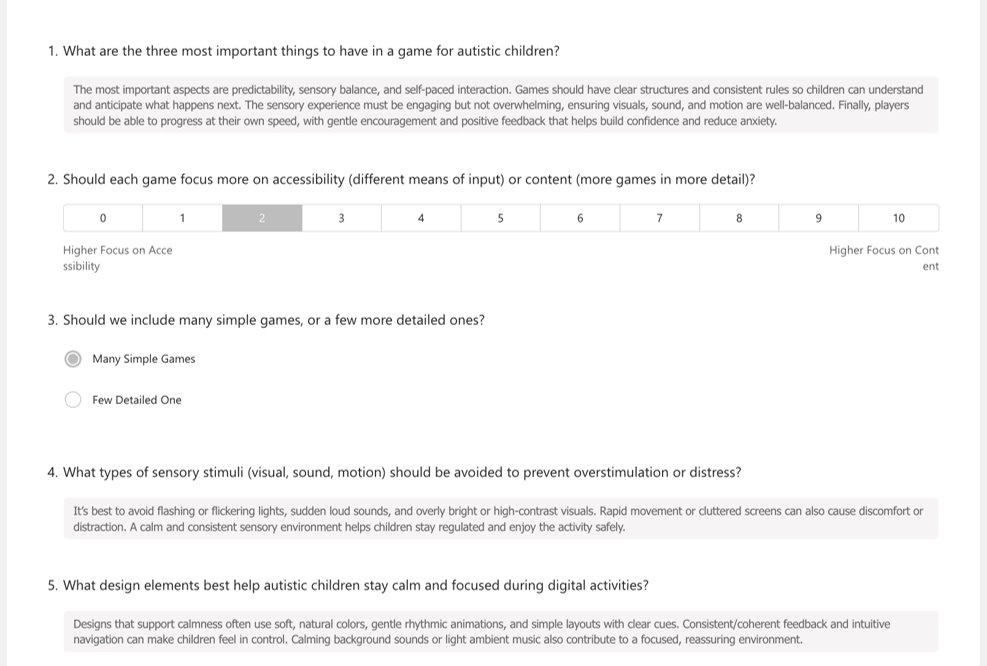 1. What are the three most important things to have in a game for autistic children?
The most important aspects are predictability, sensory balance, and self-paced interaction. Games should have clear structures and consistent rules so children can understand
and anticipate what happens next. The sensory experience must be engaging but not overwhelming, ensuring visuals, sound, and motion are well-balanced. Finally, players
should be able to progress at their own speed, with gentle encouragement and positive feedback that helps build confidence and reduce anxiety.
2. Should each game focus more on accessibility (different means of input) or content (more games in more detail)?
0 1 2 3 4 5 6 7 8 9 10
Higher Focus on Acce
ssibility
Higher Focus on Cont
ent
3. Should we include many simple games, or a few more detailed ones?
Many Simple Games
Few Detailed One
4. What types of sensory stimuli (visual, sound, motion) should be avoided to prevent overstimulation or distress?
It's best to avoid flashing or flickering lights, sudden loud sounds, and overly bright or high-contrast visuals. Rapid movement or cluttered screens can also cause discomfort or
distraction. A calm and consistent sensory environment helps children stay regulated and enjoy the activity safely.
5. What design elements best help autistic children stay calm and focused during digital activities?
Designs that support calmness often use soft, natural colors, gentle rhythmic animations, and simple layouts with clear cues. Consistent/coherent feedback and intuitive
navigation can make children feel in control. Calming background sounds or light ambient music also contribute to a focused, reassuring environment.